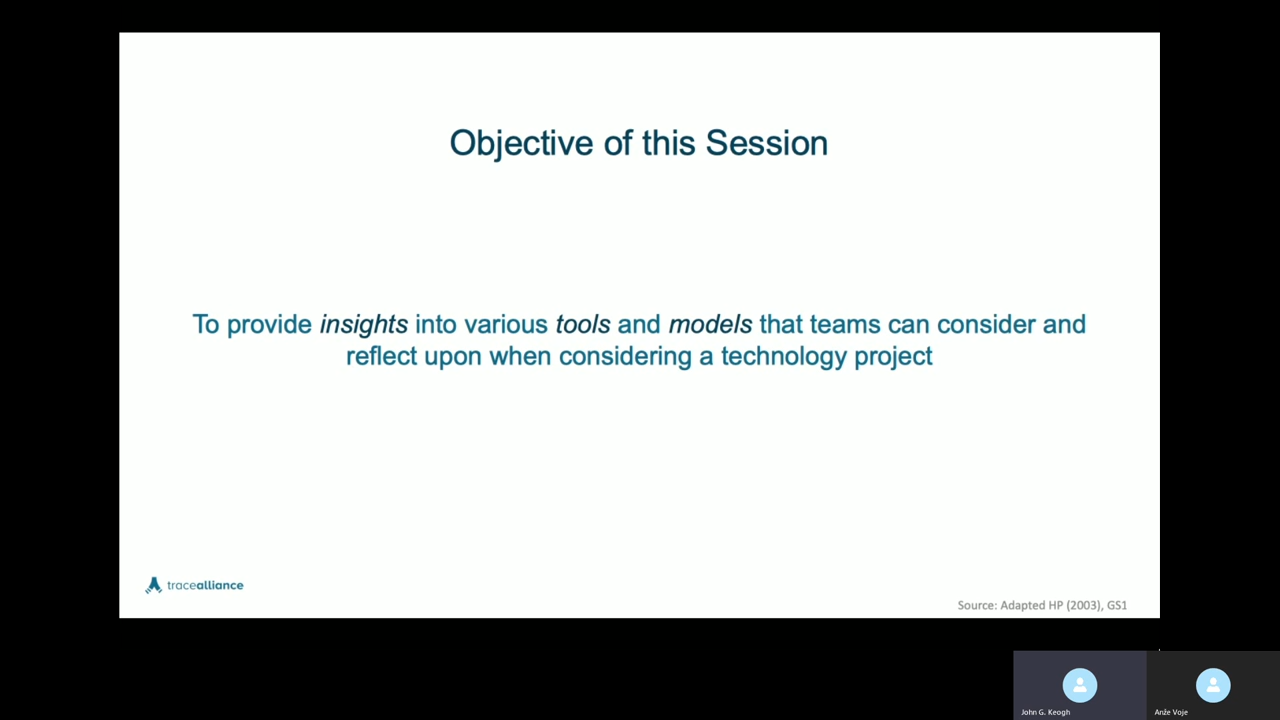 Objective of this Session
To provide insights into various tools and models that teams can consider and
reflect upon when considering a technology project
tracealliance
Source: Adapted HP (2003), GS1
John G. Keogh
Anže Voje